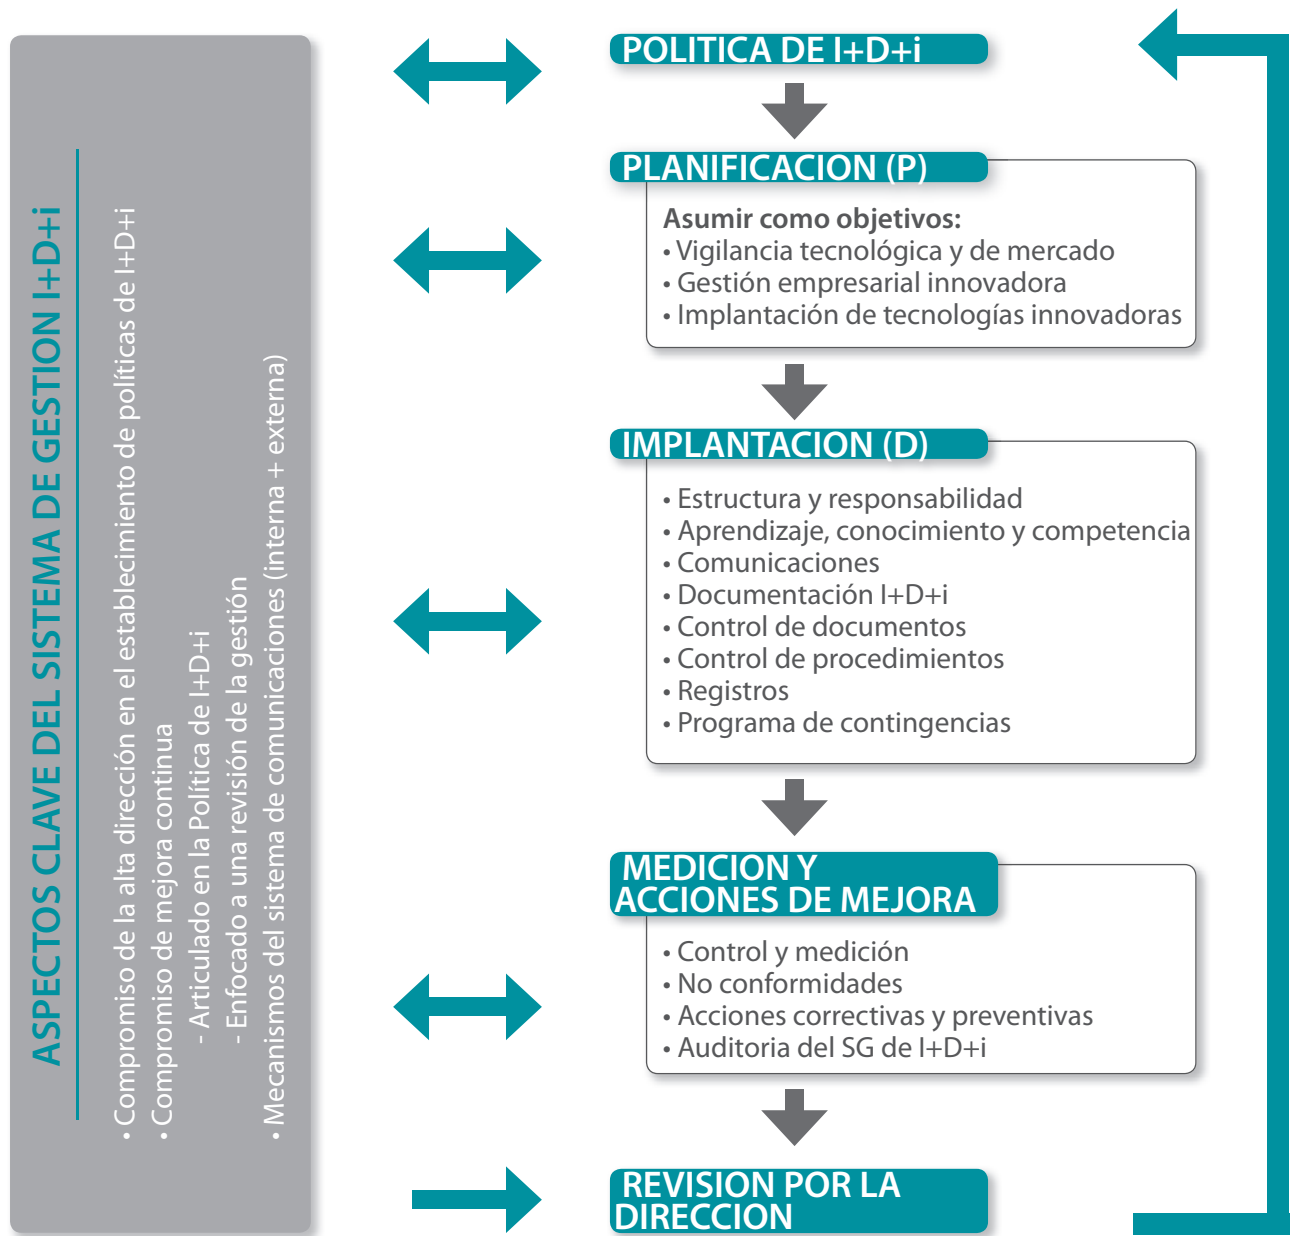 ASPECTOS CLAVE DEL SISTEMA DE GESTION I+D+i
• Compromiso de la alta dirección en el establecimiento de políticas de I+D+i
• Compromiso de mejora continua
- Articulado en la Política de I+D+i
- Enfocado a una revisión de la gestión
• Mecanismos del sistema de comunicaciones (interna + externa)
POLITICA DE I+D+i
PLANIFICACION (P)
Asumir como objetivos:
• Vigilancia tecnológica y de mercado
• Gestión empresarial innovadora
• Implantación de tecnologías innovadoras
IMPLANTACION (D)
• Estructura y responsabilidad
• Aprendizaje, conocimiento y competencia
• Comunicaciones
• Documentación I+D+i
• Control de documentos
• Control de procedimientos
• Registros
• Programa de contingencias
MEDICION Y
ACCIONES DE MEJORA
• Control y medición
• No conformidades
• Acciones correctivas y preventivas
• Auditoria del SG de I+D+i
REVISION POR LA
DIRECCION